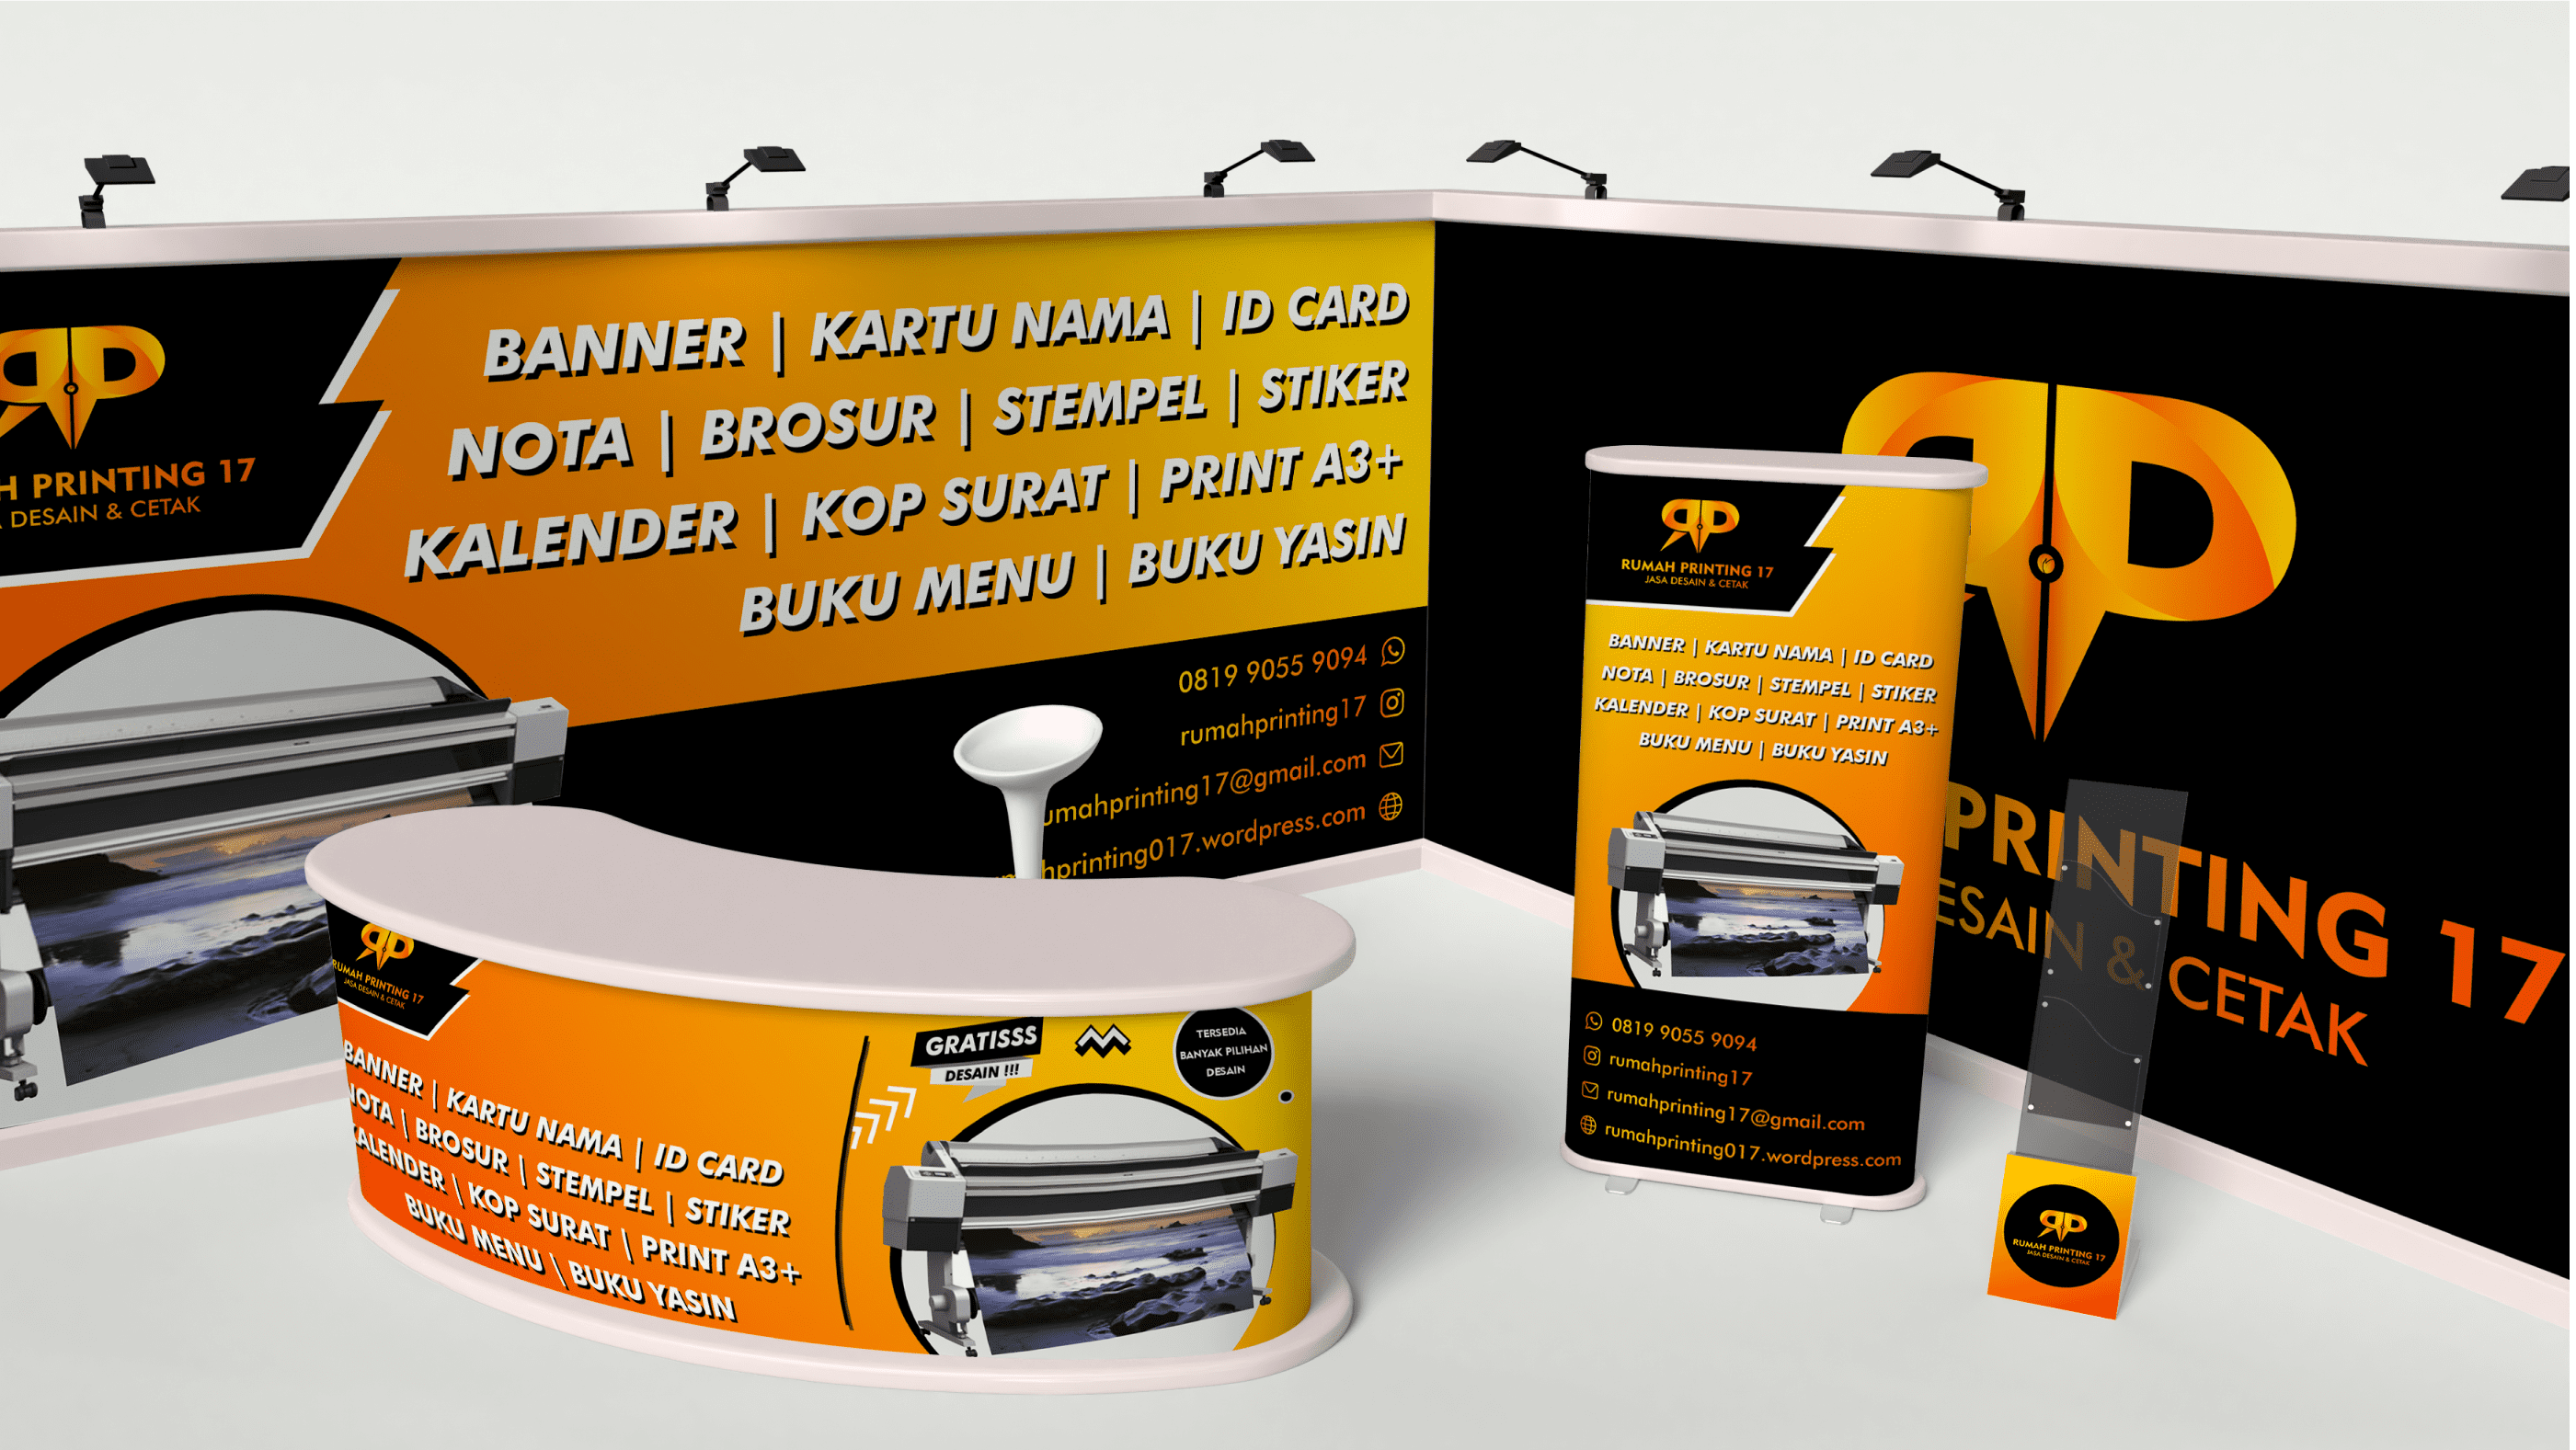 BANNER | KARTU NAMA | ID CARD
NOTA | BROSUR | STEMPEL | STIKER
KALENDER | KOP SURAT | PRINT A3+
BUKU MENU | BUKU YASIN
PRINTING 17
DESAIN & CETAK
0819 9055 9094
rumahprinting17
umahprinting17@gmail.com
hprinting017.wordpress.com
PRINTING 17
ESAIN & CETAK
RUMAH PRINTING 17
JASA DESAIN & CETAK
BANNER | KARTU NAMA | ID CARD
NOTA | BROSUR | STEMPEL | STIKER
KALENDER | KOP SURAT | PRINT A3+
BUKU MENU | BUKU YASIN
0819 9055 9094
rumahprinting17
rumahprinting17@gmail.com
rumahprinting017.wordpress.com
RUMAH PRINTING 17
JASA DESAIN & CETAK
BANNER | KARTU NAMA | ID CARD
NOTA | BROSUR | STEMPEL | STIKER
KALENDER | KOP SURAT | PRINT A3+
BUKU MENU | BUKU YASIN
GRATISSS
DESAIN !!!
TERSEDIA
BANYAK PILIHAN
DESAIN
RUMAH PRINTING 17
JASA DESAIN & CETAK